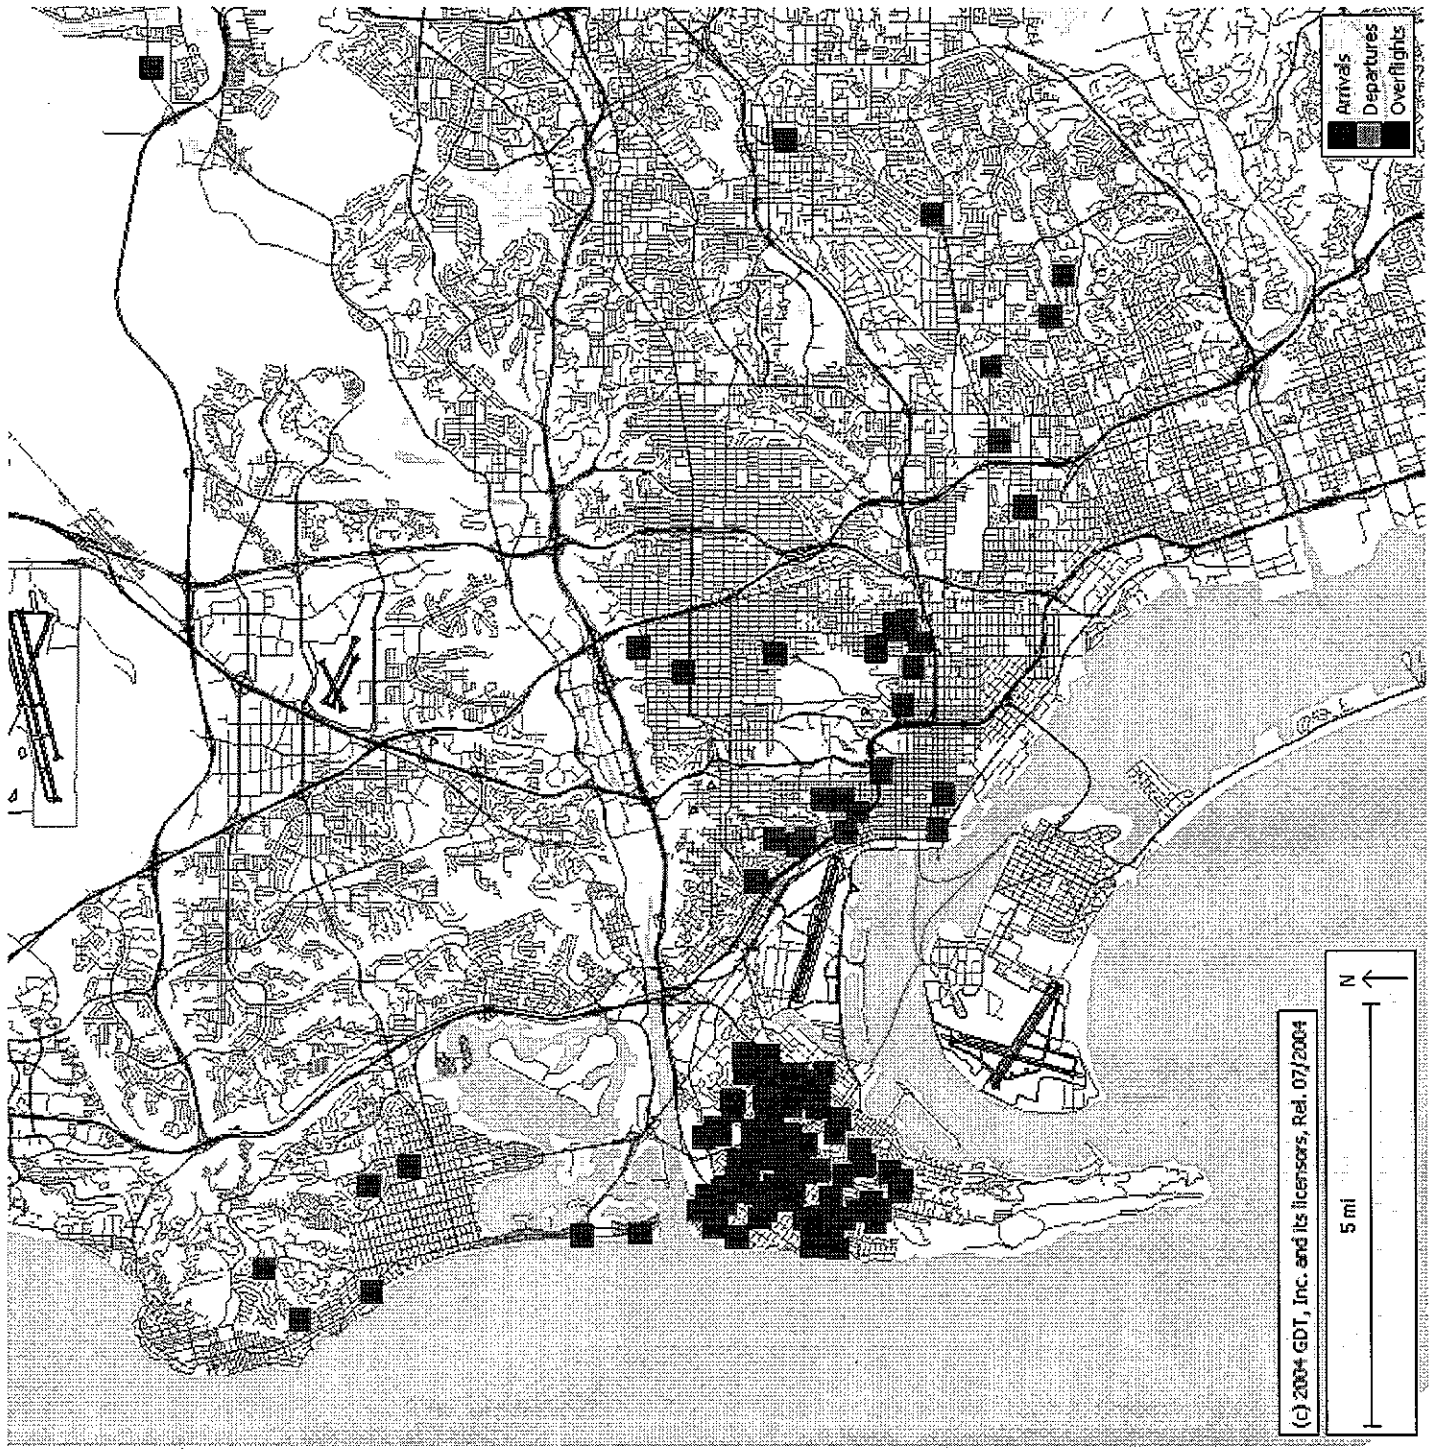 Arrivals
Departures
Overflights
(c) 2004 GDT, Inc. and its licensors, Rel. 07/2004
5 mi
N